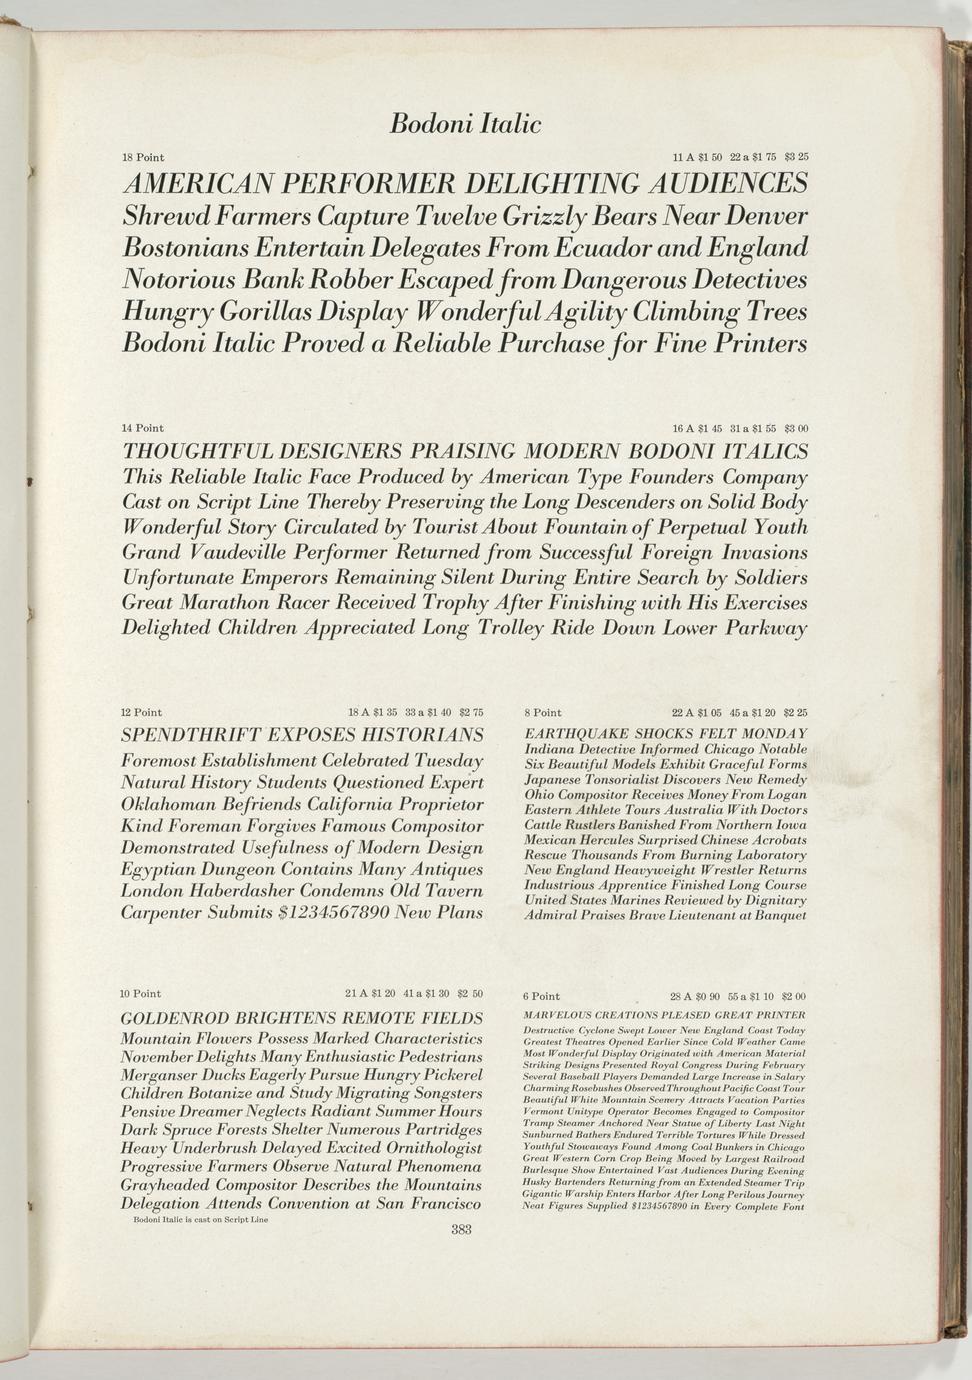 Bodoni Italic
18 Point 11 A $1 50 22 a $1 75 $3 25
AMERICAN PERFORMER DELIGHTING AUDIENCES
Shrewd Farmers Capture Twelve Grizzly Bears Near Denver
Bostonians Entertain Delegates From Ecuador and England
Notorious Bank Robber Escaped from Dangerous Detectives
Hungry Gorillas Display Wonderful Agility Climbing Trees
Bodoni Italic Proved a Reliable Purchase for Fine Printers
14 Point 16 A $1 45 31 a $1 55 $3 00
THOUGHTFUL DESIGNERS PRAISING MODERN BODONI ITALICS
This Reliable Italic Face Produced by American Type Founders Company
Cast on Script Line Thereby Preserving the Long Descenders on Solid Body
Wonderful Story Circulated by Tourist About Fountain of Perpetual Youth
Grand Vaudeville Performer Returned from Successful Foreign Invasions
Unfortunate Emperors Remaining Silent During Entire Search by Soldiers
Great Marathon Racer Received Trophy After Finishing with His Exercises
Delighted Children Appreciated Long Trolley Ride Down Lower Parkway
12 Point 18 A $1 35 33 a $1 40 $2 75
SPENDTHRIFT EXPOSES HISTORIANS
Foremost Establishment Celebrated Tuesday
Natural History Students Questioned Expert
Oklahoman Befriends California Proprietor
Kind Foreman Forgives Famous Compositor
Demonstrated Usefulness of Modern Design
Egyptian Dungeon Contains Many Antiques
London Haberdasher Condemns Old Tavern
Carpenter Submits $1234567890 New Plans
8 Point 22 A $1 05 45 a $1 20 $2 25
EARTHQUAKE SHOCKS FELT MONDAY
Indiana Detective Informed Chicago Notable
Six Beautiful Models Exhibit Graceful Forms
Japanese Tonsorialist Discovers New Remedy
Ohio Compositor Receives Money From Logan
Eastern Athlete Tours Australia With Doctors
Cattle Rustlers Banished From Northern Iowa
Mexican Hercules Surprised Chinese Acrobats
Rescue Thousands From Burning Laboratory
New England Heavyweight Wrestler Returns
Industrious Apprentice Finished Long Course
United States Marines Reviewed by Dignitary
Admiral Praises Brave Lieutenant at Banquet
10 Point 21 A $1 20 41 a $1 30 $2 50
GOLDENROD BRIGHTENS REMOTE FIELDS
Mountain Flowers Possess Marked Characteristics
November Delights Many Enthusiastic Pedestrians
Merganser Ducks Eagerly Pursue Hungry Pickerel
Children Botanize and Study Migrating Songsters
Pensive Dreamer Neglects Radiant Summer Hours
Dark Spruce Forests Shelter Numerous Partridges
Heavy Underbrush Delayed Excited Ornithologist
Progressive Farmers Observe Natural Phenomena
Grayheaded Compositor Describes the Mountains
Delegation Attends Convention at San Francisco
Bodoni Italic is cast on Script Line
6 Point 28 A $0 90 55 a $1 10 $2 00
MARVELOUS CREATIONS PLEASED GREAT PRINTER
Destructive Cyclone Swept Lower New England Coast Today
Greatest Theatres Opened Earlier Since Cold Weather Came
Most Wonderful Display Originated with American Material
Striking Designs Presented Royal Congress During February
Several Baseball Players Demanded Large Increase in Salary
Charming Rosebushes Observed Throughout Pacific Coast Tour
Beautiful White Mountain Scenery Attracts Vacation Parties
Vermont Unitype Operator Becomes Engaged to Compositor
Tramp Steamer Anchored Near Statue of Liberty Last Night
Sunburned Bathers Endured Terrible Tortures While Dressed
Youthful Stowaways Found Among Coal Bunkers in Chicago
Great Western Corn Crop Being Moved by Largest Railroad
Burlesque Show Entertained Vast Audiences During Evening
Husky Bartenders Returning from an Extended Steamer Trip
Gigantic Warship Enters Harbor After Long Perilous Journey
Neat Figures Supplied $1234567890 in Every Complete Font
383